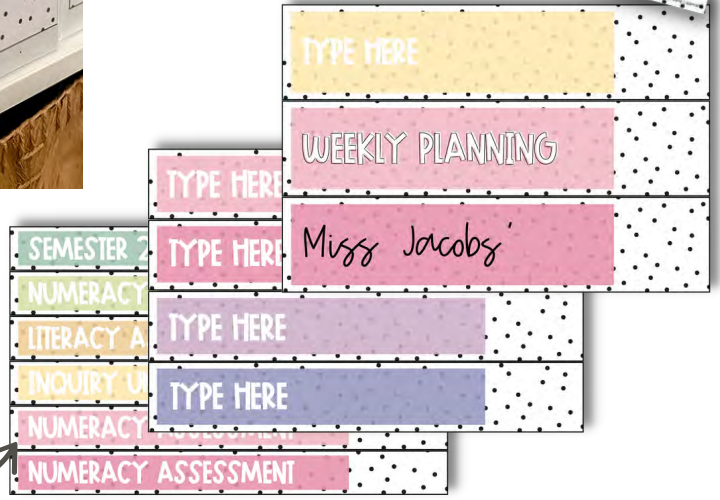 TYPE HERE
WEEKLY PLANNING
Miss Jacobs'
TYPE HERE
TYPE HERE
TYPE HERE
TYPE HERE
SEMESTER 2
NUMERACY
LITERACY A
INQUIRY U
NUMERACY ASSESSMENT
NUMERACY ASSESSMENT